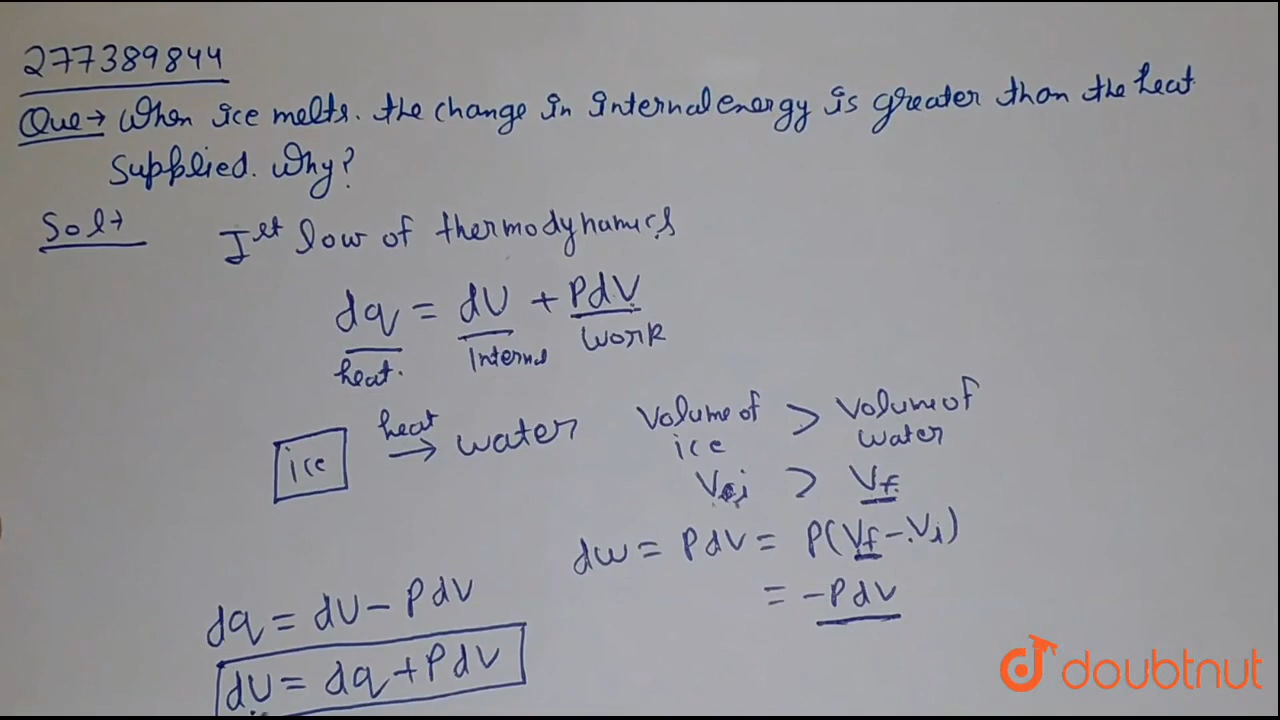 277389844
Que→ When ice melts. the change in internal energy is greater than the heat
supplied. Why?
Sol→ Ist low of thermodynamics
dq = dU + PdV
heat. Internal work
ice heat → water
Volume of ice > Volume of water
Vi > Vf
dw = PdV = P(Vf - Vi)
= -PdV
dq = dU - PdV
dU = dq + PdV
doubtnut